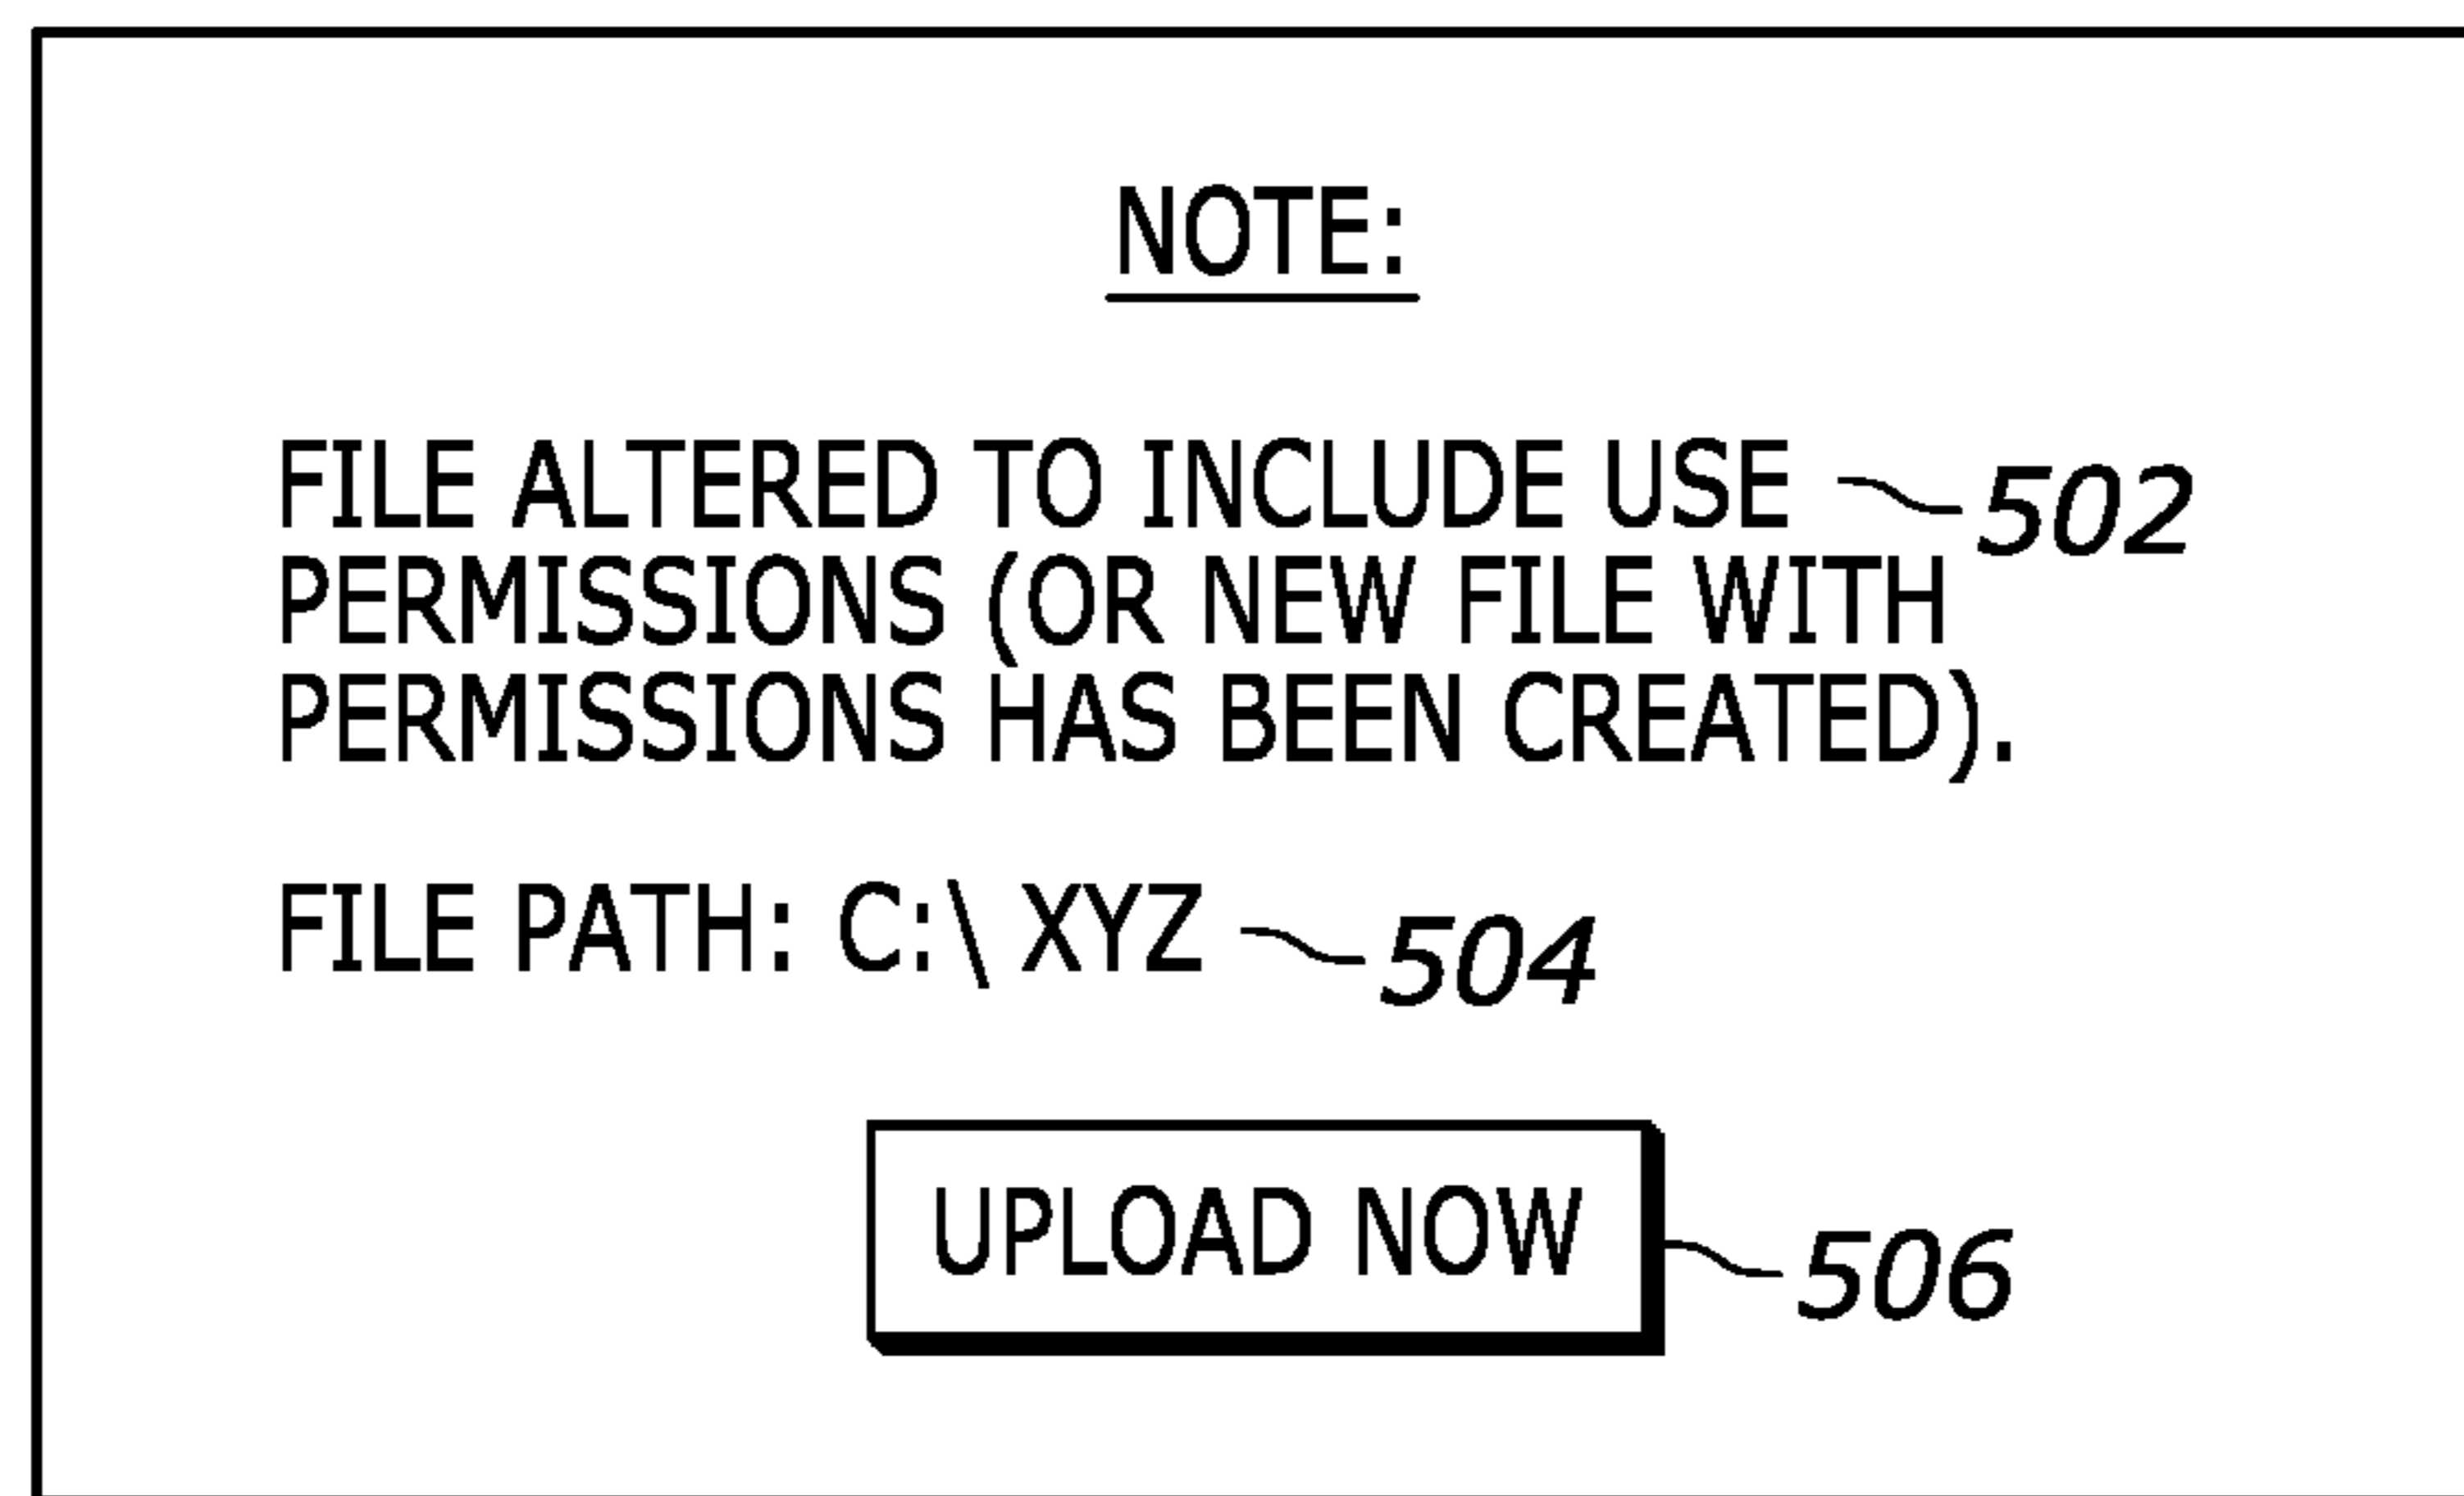 NOTE:
FILE ALTERED TO INCLUDE USE 502
PERMISSIONS (OR NEW FILE WITH
PERMISSIONS HAS BEEN CREATED).
FILE PATH: C:\XYZ 504
UPLOAD NOW 506